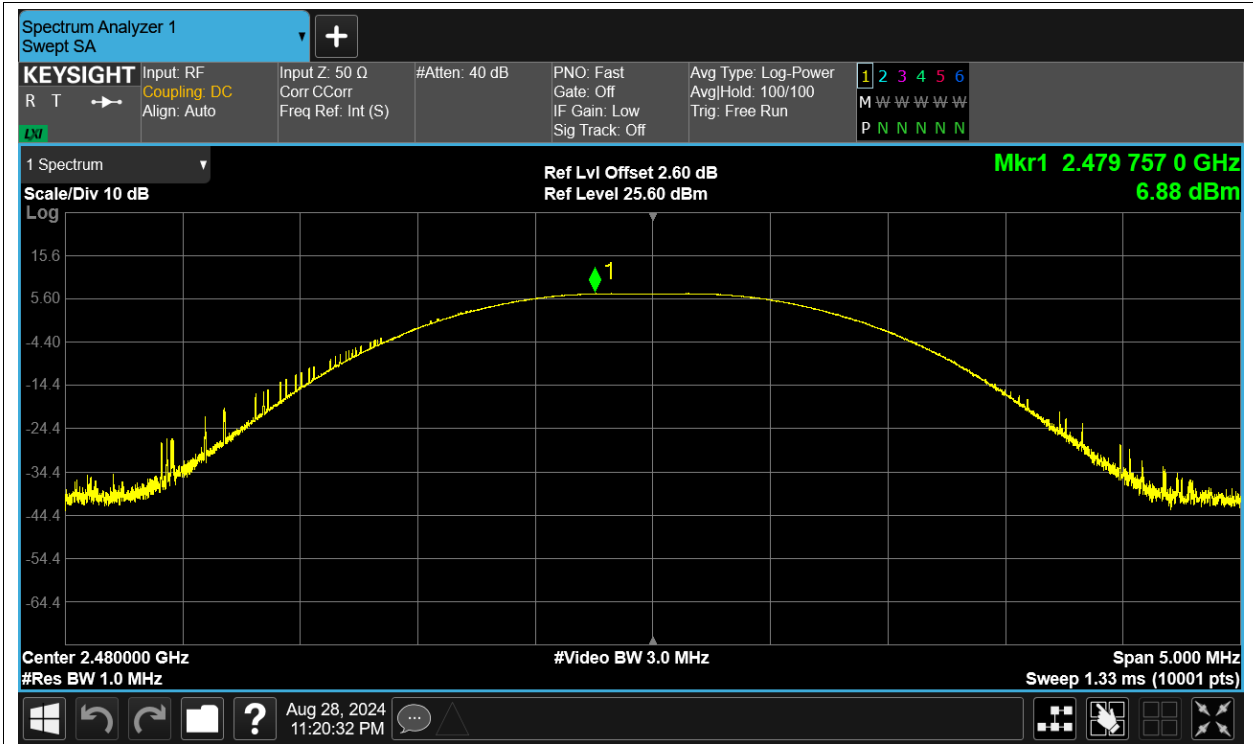 Spectrum Analyzer 1
Swept SA
KEYSIGHT
R T
LXI
Input: RF
Coupling: DC
Align: Auto
Input Z: 50 Ω
Corr CCorr
Freq Ref: Int (S)
#Atten: 40 dB
PNO: Fast
Gate: Off
IF Gain: Low
Sig Track: Off
Avg Type: Log-Power
Avg|Hold: 100/100
Trig: Free Run
1 2 3 4 5 6
M W W W W W
P N N N N N
1 Spectrum
Scale/Div 10 dB
Log
Ref Lvl Offset 2.60 dB
Ref Level 25.60 dBm
Mkr1 2.479 757 0 GHz
6.88 dBm
15.6
5.60
-4.40
-14.4
-24.4
-34.4
-44.4
-54.4
-64.4
1
Center 2.480000 GHz
#Res BW 1.0 MHz
#Video BW 3.0 MHz
Span 5.000 MHz
Sweep 1.33 ms (10001 pts)
?
Aug 28, 2024
11:20:32 PM